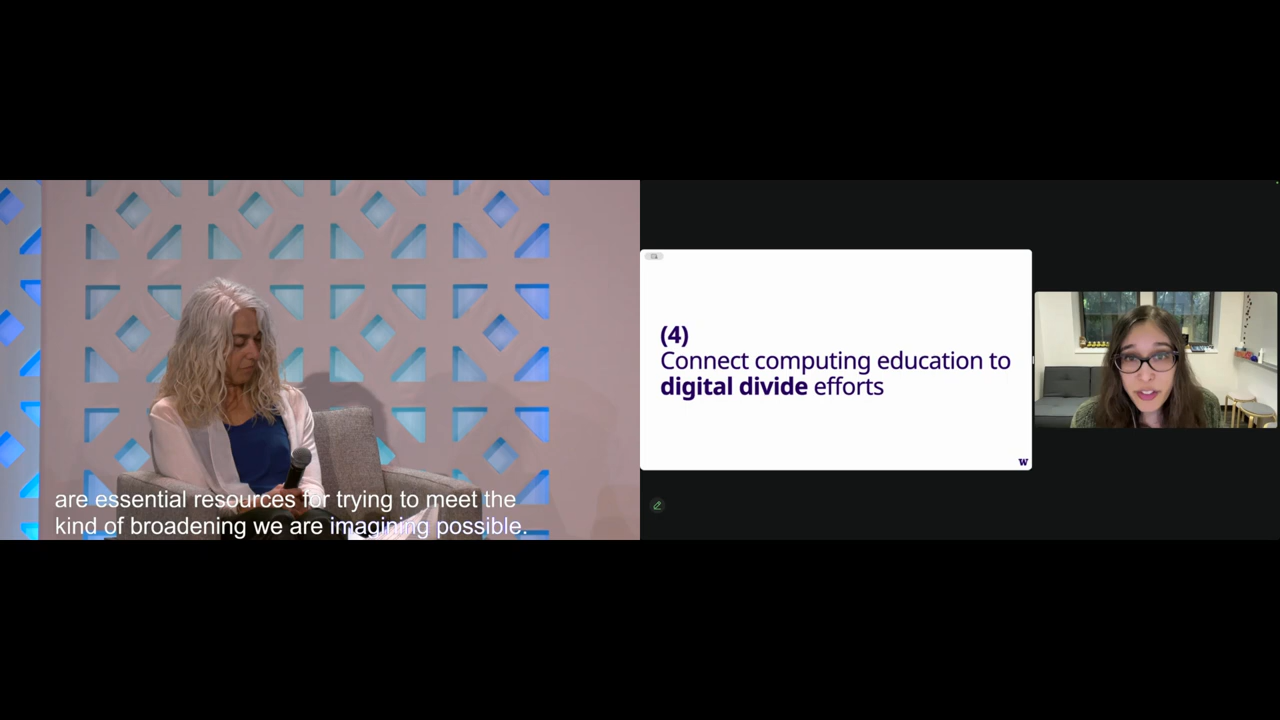 are essential resources for trying to meet the
kind of broadening we are imagining possible.
(4)
Connect computing education to
digital divide efforts
W